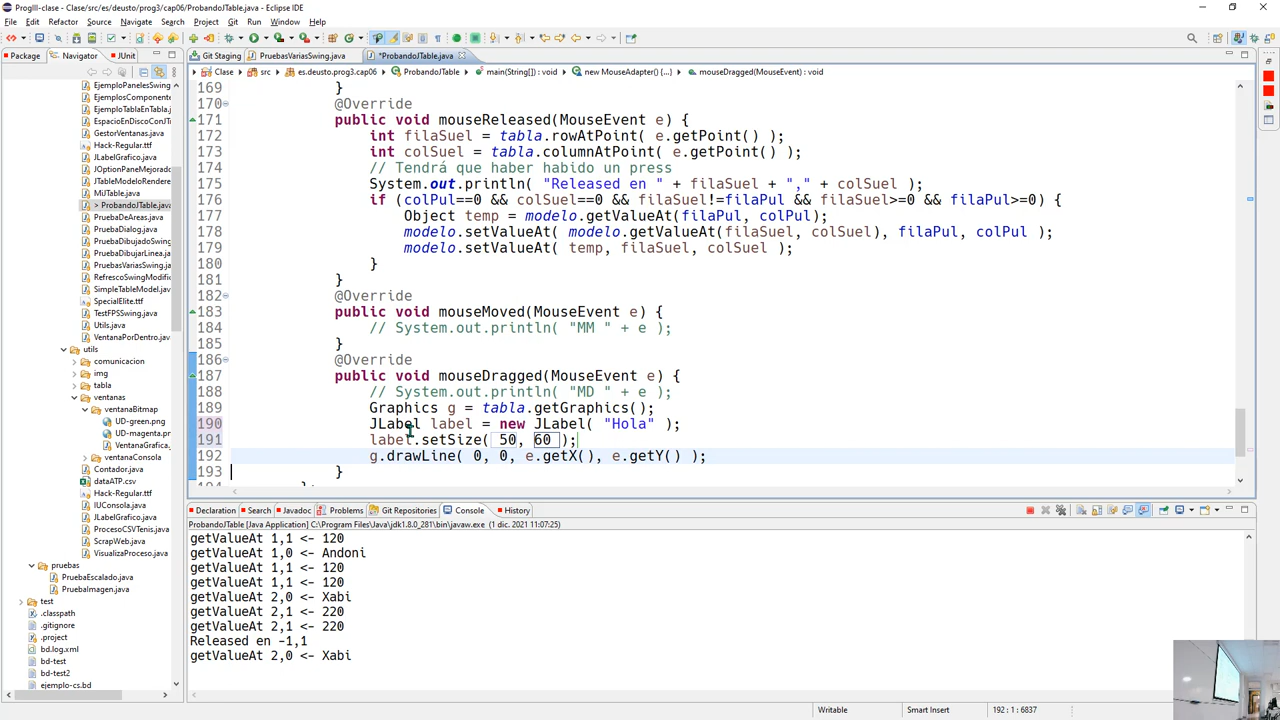 ProgIII-clase - Clase/src/es/deusto/prog3/cap06/ProbandoJTable.java - Eclipse IDE
File Edit Refactor Source Navigate Search Project Git Run Window Help
Package Navigator JUnit
Git Staging PruebasVariasSwing.java *ProbandoJTable.java
Clase src es.deusto.prog3.cap06 ProbandoJTable main(String[]) : void new MouseAdapter() {...} mouseDragged(MouseEvent) : void
EjemploPanelesSwing
EjemplosComponente
EjemploTablaEnTabla.
EspacioEnDiscoConJT
GestorVentanas.java
Hack-Regular.ttf
JLabelGrafico.java
JOptionPaneMejorado
JTableModeloRendere
MiJTable.java
> ProbandoJTable.java
PruebaDeAreas.java
PruebaDialog.java
PruebaDibujadoSwing
PruebaDibujarLinea.j
PruebasVariasSwing.j
RefrescoSwingModific
SimpleTableModel.java
SpecialElite.ttf
TestFPSSwing.java
Utils.java
VentanaPorDentro.java
utils
comunicacion
img
tabla
ventanas
ventanaBitmap
UD-green.png
UD-magenta.pn
VentanaGrafica.
ventanaConsola
Contador.java
dataATP.csv
Hack-Regular.ttf
IUConsola.java
JLabelGrafico.java
ProcesoCSVTenis.java
ScrapWeb.java
VisualizaProceso.java
pruebas
PruebaEscalado.java
PruebaImagen.java
test
.classpath
.gitignore
.project
bd.log.xml
bd-test
bd-test2
ejemplo-cs.bd
169 }
170 @Override
171 public void mouseReleased(MouseEvent e) {
172 int filaSuel = tabla.rowAtPoint( e.getPoint() );
173 int colSuel = tabla.columnAtPoint( e.getPoint() );
174 // Tendrá que haber habido un press
175 System.out.println( "Released en " + filaSuel + "," + colSuel );
176 if (colPul==0 && colSuel==0 && filaSuel!=filaPul && filaSuel>=0 && filaPul>=0) {
177 Object temp = modelo.getValueAt(filaPul, colPul);
178 modelo.setValueAt( modelo.getValueAt(filaSuel, colSuel), filaPul, colPul );
179 modelo.setValueAt( temp, filaSuel, colSuel );
180 }
181 }
182 @Override
183 public void mouseMoved(MouseEvent e) {
184 // System.out.println( "MM " + e );
185 }
186 @Override
187 public void mouseDragged(MouseEvent e) {
188 // System.out.println( "MD " + e );
189 Graphics g = tabla.getGraphics();
190 JLabel label = new JLabel( "Hola" );
191 label.setSize( 50, 60 );
192 g.drawLine( 0, 0, e.getX(), e.getY() );
193 }
Declaration Search Javadoc Problems Git Repositories Console History
ProbandoJTable [Java Application] C:\Program Files\Java\jdk1.8.0_281\bin\javaw.exe (1 dic. 2021 11:07:25)
getValueAt 1,1 <- 120
getValueAt 1,0 <- Andoni
getValueAt 1,1 <- 120
getValueAt 1,1 <- 120
getValueAt 2,0 <- Xabi
getValueAt 2,1 <- 220
getValueAt 2,1 <- 220
Released en -1,1
getValueAt 2,0 <- Xabi
Writable Smart Insert 192 : 1 : 6837